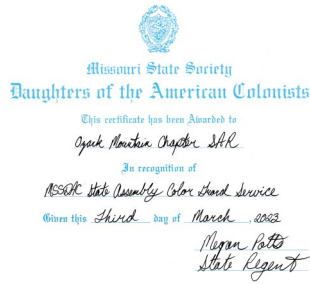 Missouri State Society
Daughters of the American Colonists
This certificate has been Awarded to
Ozark Mountain Chapter SAR
In recognition of
MSSDAC State Assembly Color Guard Service
Given this Third day of March, 2023
Megan Potts
State Regent